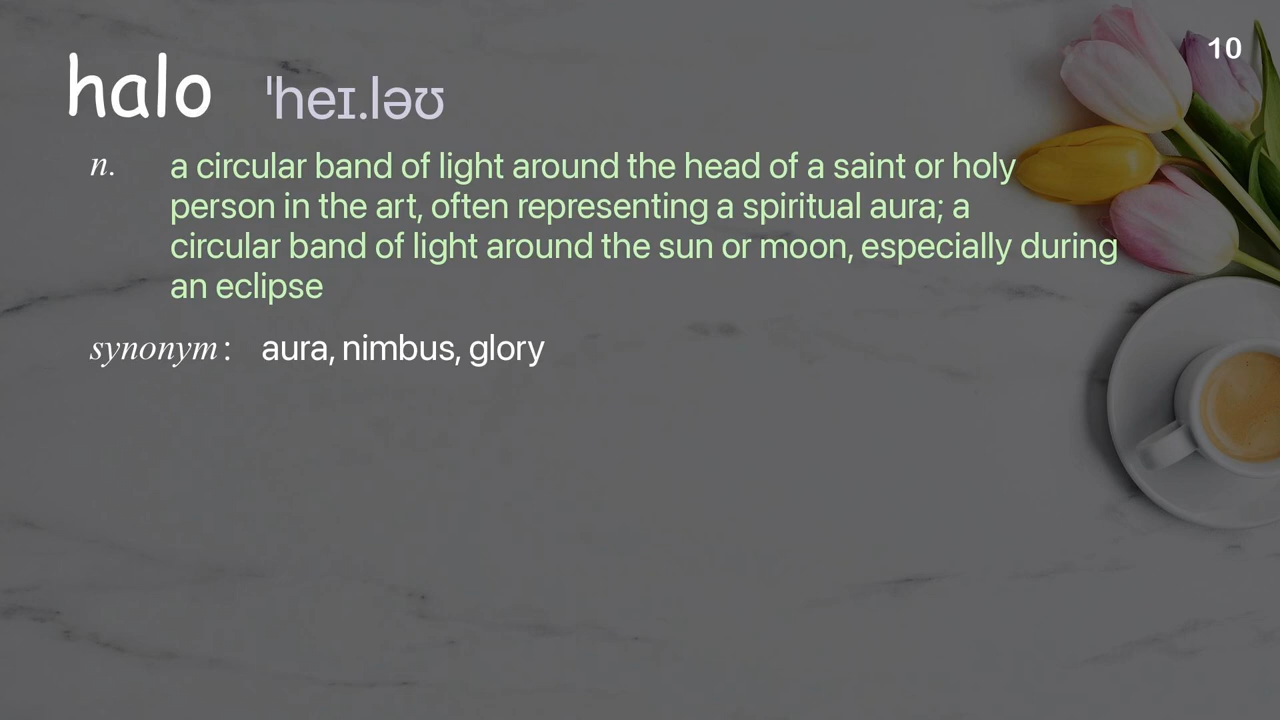 10
halo ˈheɪ.ləʊ
n. a circular band of light around the head of a saint or holy
person in the art, often representing a spiritual aura; a
circular band of light around the sun or moon, especially during
an eclipse
synonym: aura, nimbus, glory